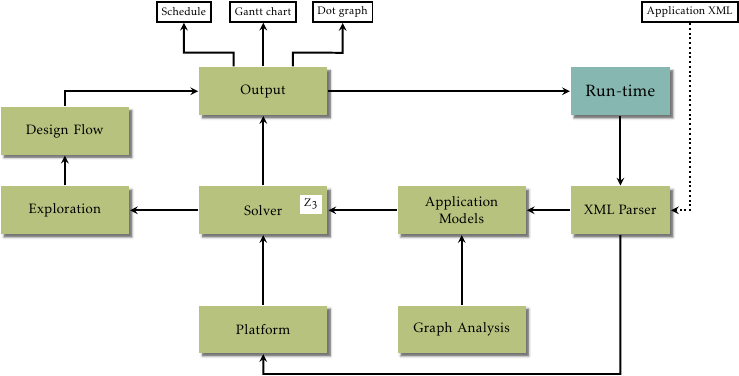 Schedule
Gantt chart
Dot graph
Application XML
Output
Run-time
Design Flow
Exploration
Solver
Z3
Application
Models
XML Parser
Platform
Graph Analysis